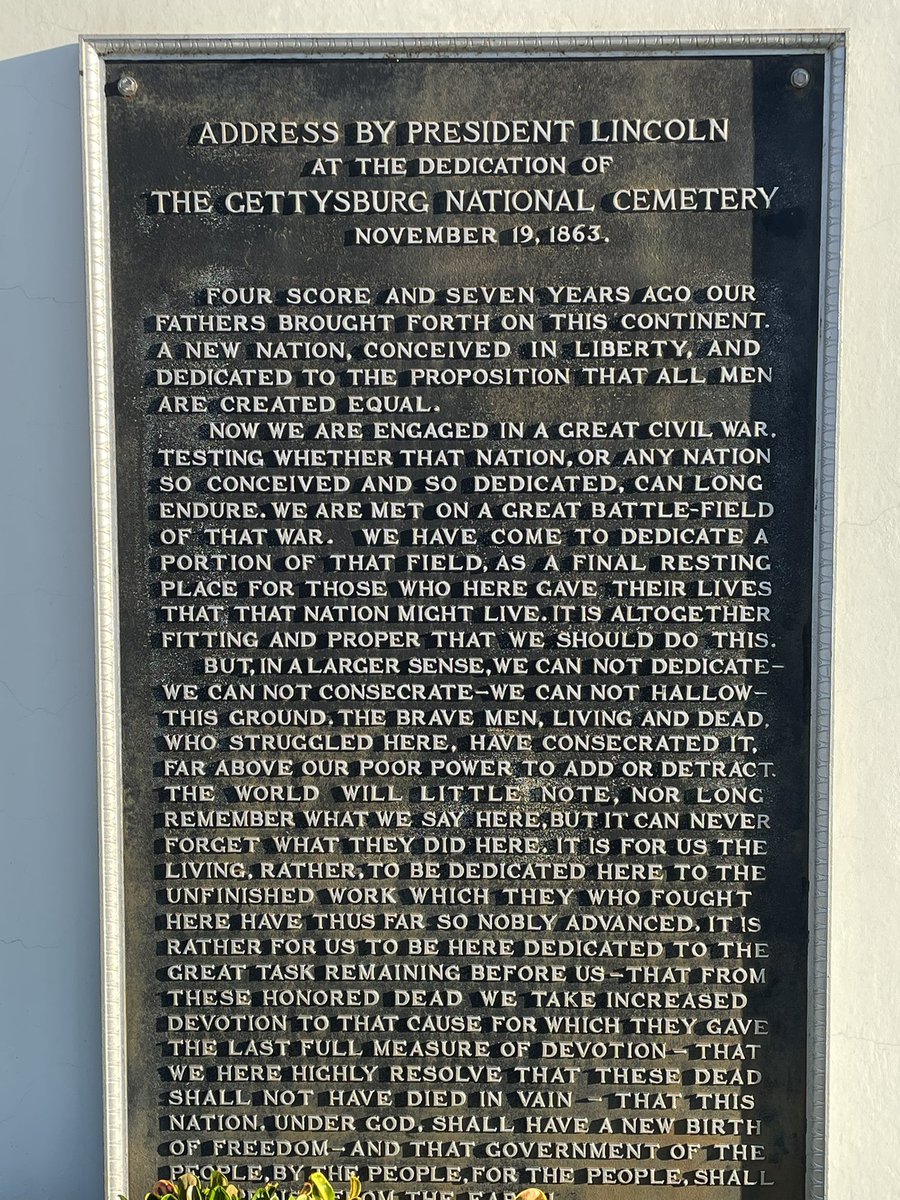 ADDRESS BY PRESIDENT LINCOLN
AT THE DEDICATION OF
THE GETTYSBURG NATIONAL CEMETERY
NOVEMBER 19, 1863.
FOUR SCORE AND SEVEN YEARS AGO OUR
FATHERS BROUGHT FORTH ON THIS CONTINENT.
A NEW NATION, CONCEIVED IN LIBERTY, AND
DEDICATED TO THE PROPOSITION THAT ALL MEN
ARE CREATED EQUAL.
NOW WE ARE ENGAGED IN A GREAT CIVIL WAR,
TESTING WHETHER THAT NATION, OR ANY NATION
SO CONCEIVED AND SO DEDICATED, CAN LONG
ENDURE. WE ARE MET ON A GREAT BATTLE-FIELD
OF THAT WAR. WE HAVE COME TO DEDICATE A
PORTION OF THAT FIELD, AS A FINAL RESTING
PLACE FOR THOSE WHO HERE GAVE THEIR LIVES
THAT THAT NATION MIGHT LIVE. IT IS ALTOGETHER
FITTING AND PROPER THAT WE SHOULD DO THIS.
BUT, IN A LARGER SENSE, WE CAN NOT DEDICATE—
WE CAN NOT CONSECRATE—WE CAN NOT HALLOW—
THIS GROUND. THE BRAVE MEN, LIVING AND DEAD,
WHO STRUGGLED HERE, HAVE CONSECRATED IT,
FAR ABOVE OUR POOR POWER TO ADD OR DETRACT.
THE WORLD WILL LITTLE NOTE, NOR LONG
REMEMBER WHAT WE SAY HERE, BUT IT CAN NEVER
FORGET WHAT THEY DID HERE. IT IS FOR US THE
LIVING, RATHER, TO BE DEDICATED HERE TO THE
UNFINISHED WORK WHICH THEY WHO FOUGHT
HERE HAVE THUS FAR SO NOBLY ADVANCED. IT IS
RATHER FOR US TO BE HERE DEDICATED TO THE
GREAT TASK REMAINING BEFORE US—THAT FROM
THESE HONORED DEAD WE TAKE INCREASED
DEVOTION TO THAT CAUSE FOR WHICH THEY GAVE
THE LAST FULL MEASURE OF DEVOTION — THAT
WE HERE HIGHLY RESOLVE THAT THESE DEAD
SHALL NOT HAVE DIED IN VAIN — THAT THIS
NATION, UNDER GOD, SHALL HAVE A NEW BIRTH
OF FREEDOM—AND THAT GOVERNMENT OF THE
PEOPLE, BY THE PEOPLE, FOR THE PEOPLE, SHALL
FROM THE